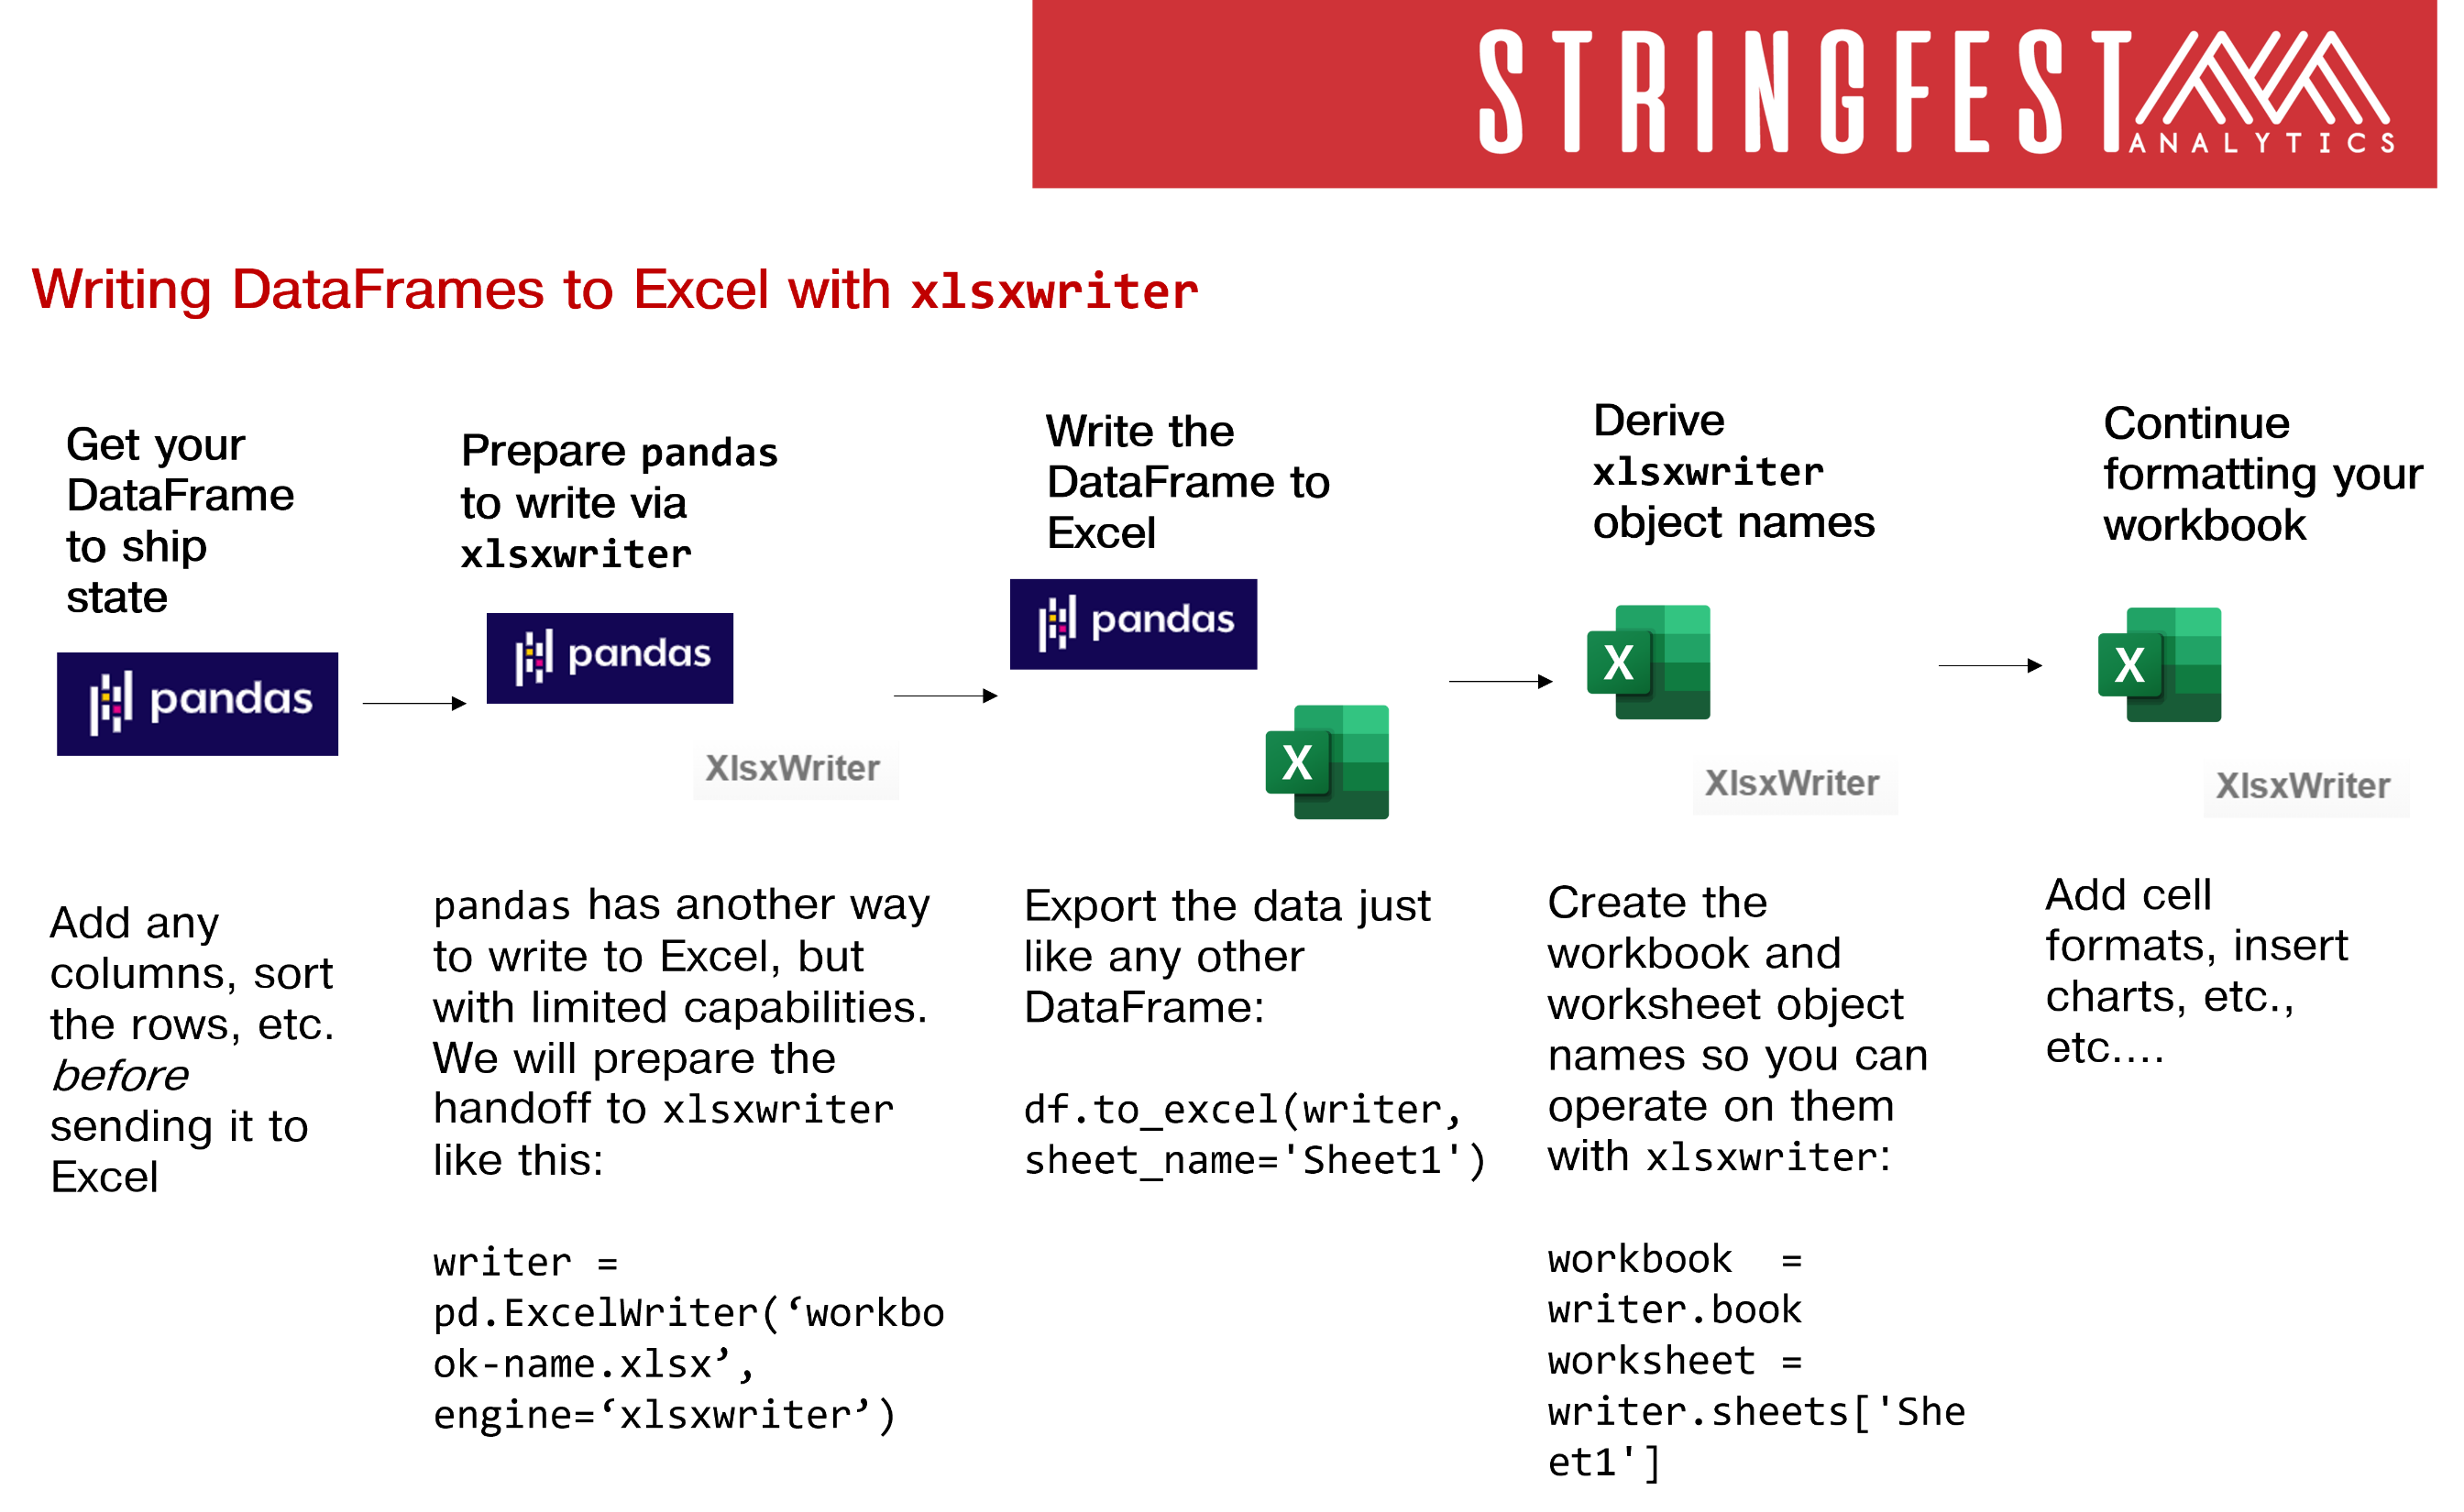 STRINGFEST
ANALYTICS
Writing DataFrames to Excel with xlsxwriter
Get your
DataFrame
to ship
state
pandas
Add any
columns, sort
the rows, etc.
before
sending it to
Excel
Prepare pandas
to write via
xlsxwriter
pandas
XlsxWriter
pandas has another way
to write to Excel, but
with limited capabilities.
We will prepare the
handoff to xlsxwriter
like this:
writer =
pd.ExcelWriter(‘workbo
ok-name.xlsx’,
engine=‘xlsxwriter’)
Write the
DataFrame to
Excel
pandas
X
Export the data just
like any other
DataFrame:
df.to_excel(writer,
sheet_name='Sheet1')
Derive
xlsxwriter
object names
X
XlsxWriter
Create the
workbook and
worksheet object
names so you can
operate on them
with xlsxwriter:
workbook  =
writer.book
worksheet =
writer.sheets['She
et1']
Continue
formatting your
workbook
X
XlsxWriter
Add cell
formats, insert
charts, etc.,
etc....